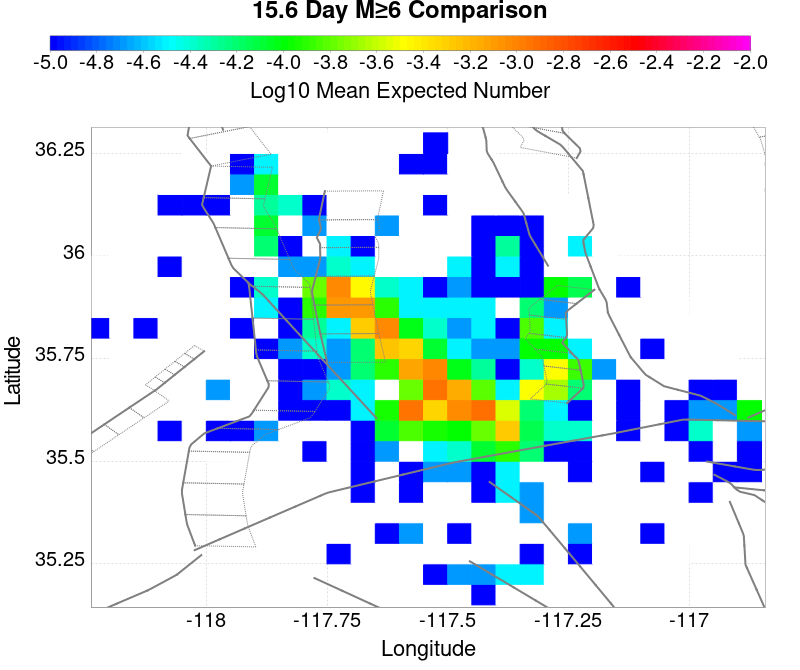 15.6 Day M≥6 Comparison
-5.0 -4.8 -4.6 -4.4 -4.2 -4.0 -3.8 -3.6 -3.4 -3.2 -3.0 -2.8 -2.6 -2.4 -2.2 -2.0
Log10 Mean Expected Number
36.25
36
35.75
35.5
35.25
Latitude
-118 -117.75 -117.5 -117.25 -117
Longitude